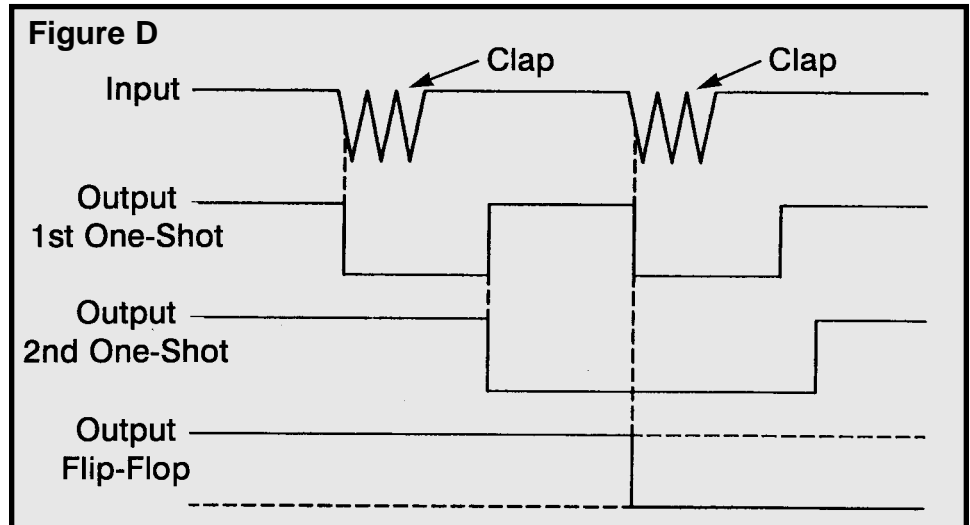 Figure D
Clap
Clap
Input
Output
1st One-Shot
Output
2nd One-Shot
Output
Flip-Flop